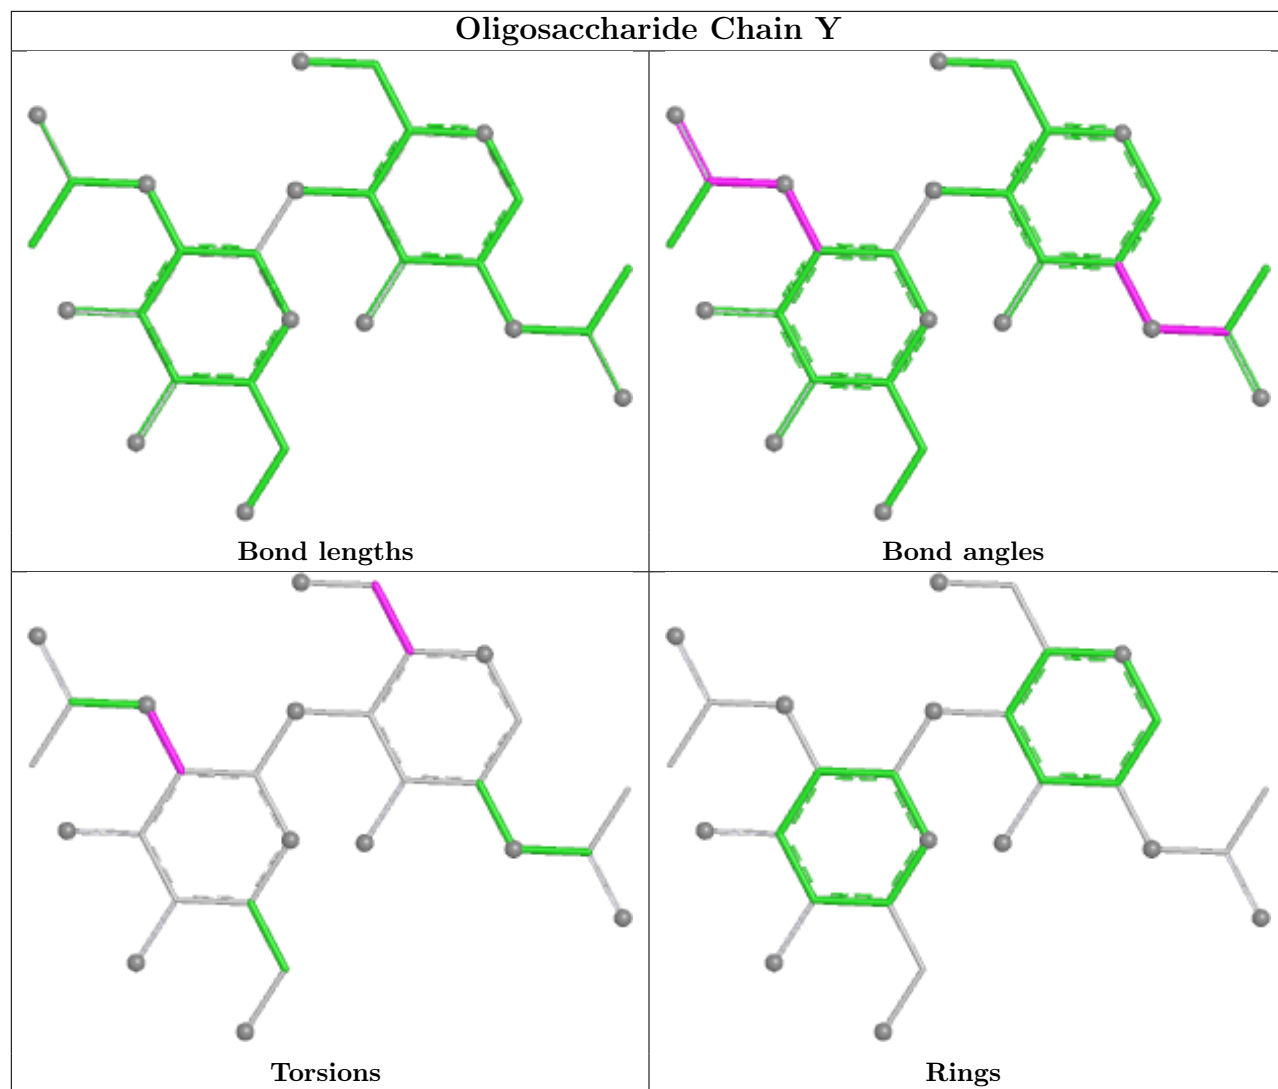 Oligosaccharide Chain Y
Bond lengths
Bond angles
Torsions
Rings